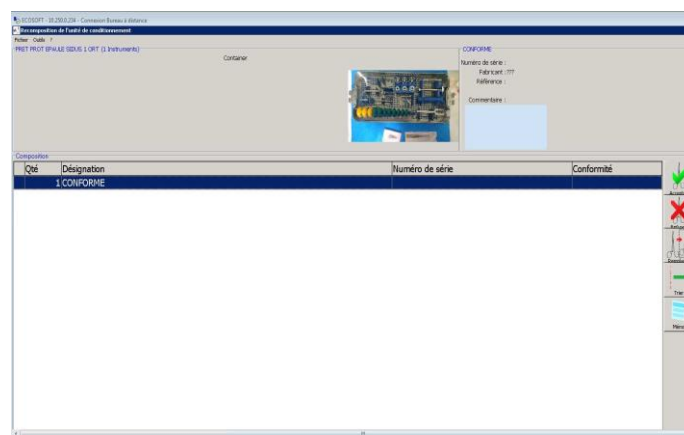 ECOSOFT - 10.250.0.234 - Connexion Bureau à distance
Recomposition de l'unité de conditionnement
Fichier Outils ?
PRET PROT EPAULE SIDUS 1 ORT (1 Instruments)
Container
CONFORME
Numéro de série :
Fabricant : ???
Référence :
Commentaire :
Composition
Qté Désignation Numéro de série Conformité
1 CONFORME
Trier